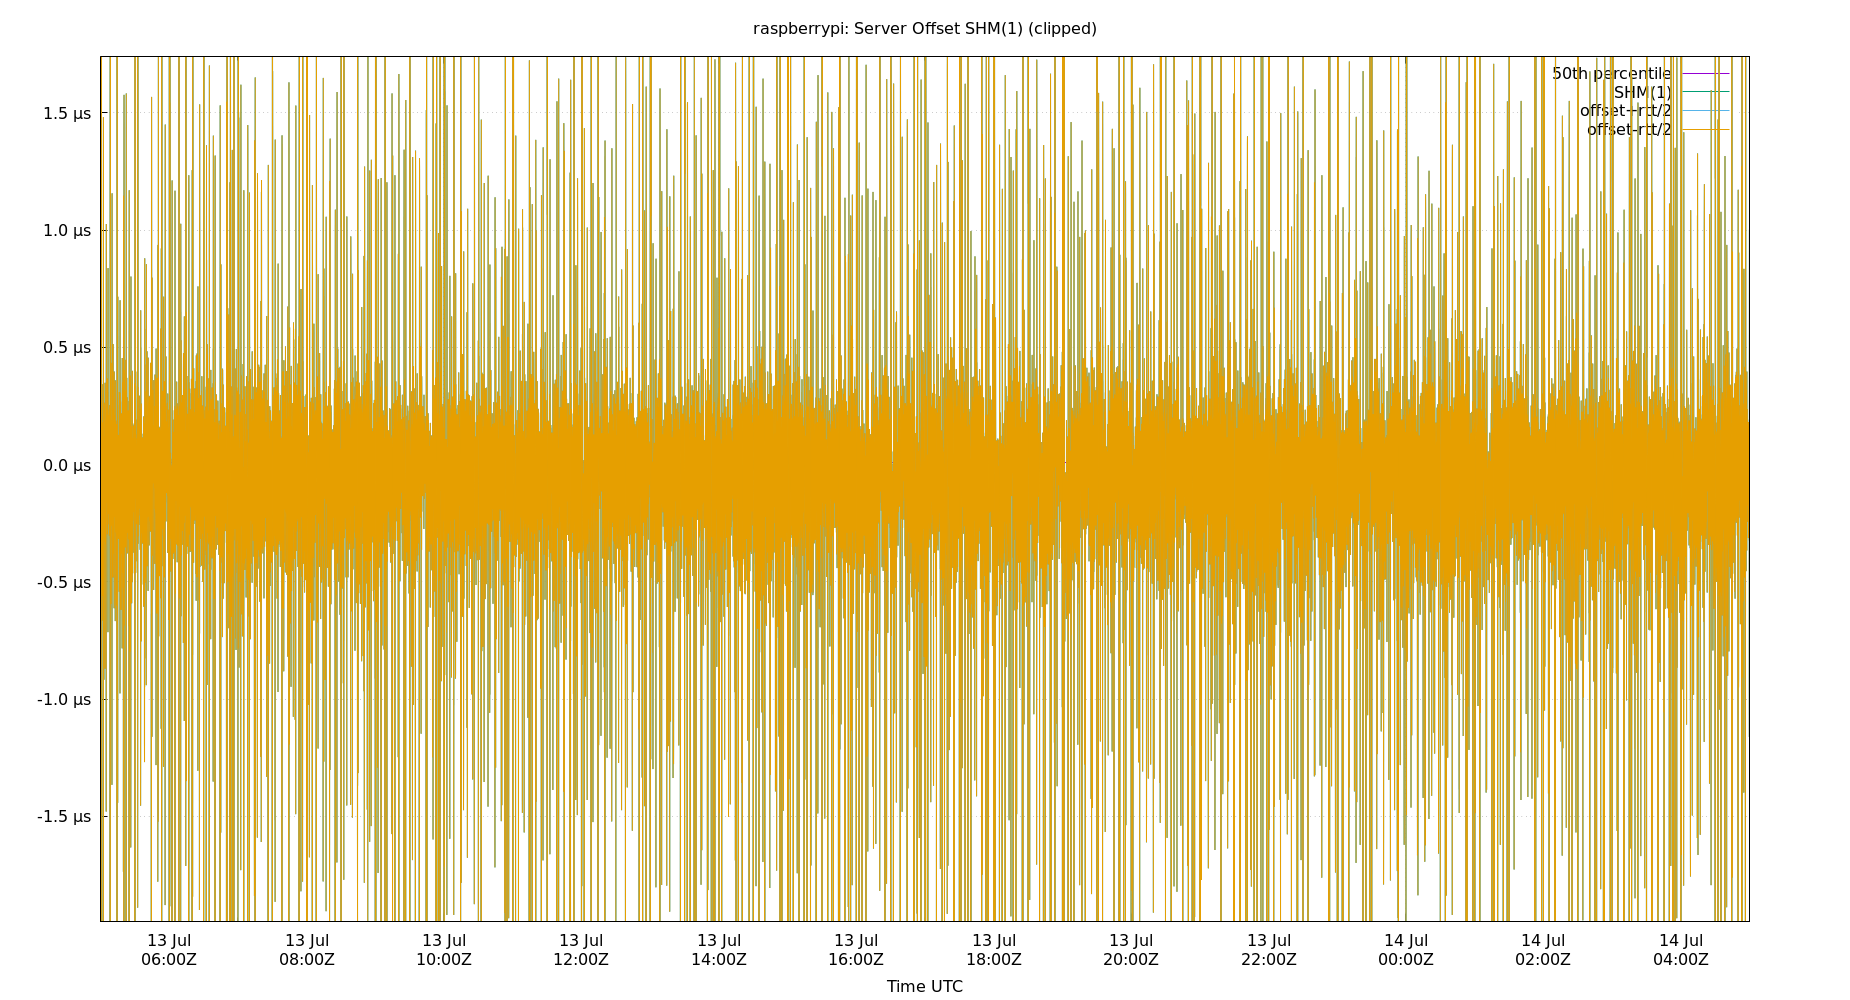 raspberrypi: Server Offset SHM(1) (clipped)
50th percentile
SHM(1)
offset+rtt/2
offset-rtt/2
1.5 µs
1.0 µs
0.5 µs
0.0 µs
-0.5 µs
-1.0 µs
-1.5 µs
13 Jul 13 Jul 13 Jul 13 Jul 13 Jul 13 Jul 13 Jul 13 Jul 13 Jul 14 Jul 14 Jul 14 Jul
06:00Z 08:00Z 10:00Z 12:00Z 14:00Z 16:00Z 18:00Z 20:00Z 22:00Z 00:00Z 02:00Z 04:00Z
Time UTC